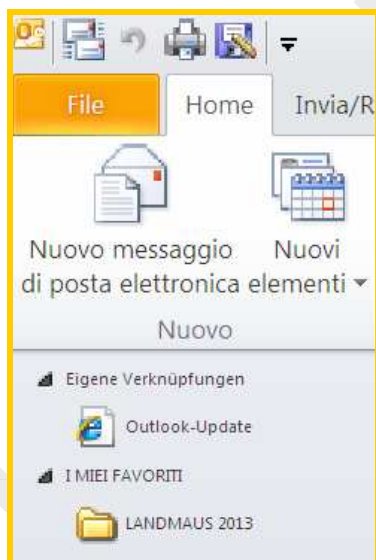 File Home Invia/R
Nuovo messaggio Nuovi
di posta elettronica elementi
Nuovo
Eigene Verknüpfungen
Outlook-Update
I MIEI FAVORITI
LANDMAUS 2013